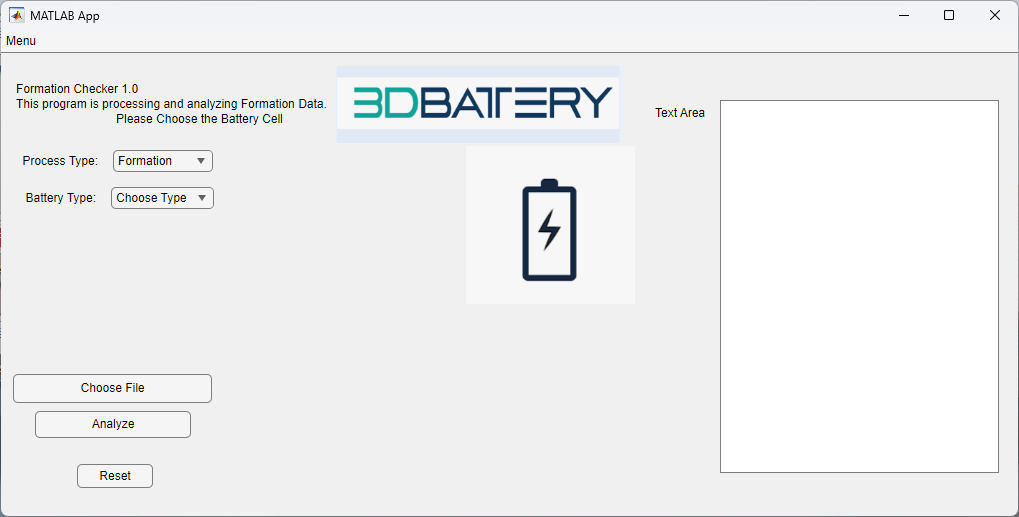 MATLAB App
Menu
Formation Checker 1.0
This program is processing and analyzing Formation Data.
Please Choose the Battery Cell
3DBATTERY
Text Area
Process Type:
Formation
Battery Type:
Choose Type
Choose File
Analyze
Reset